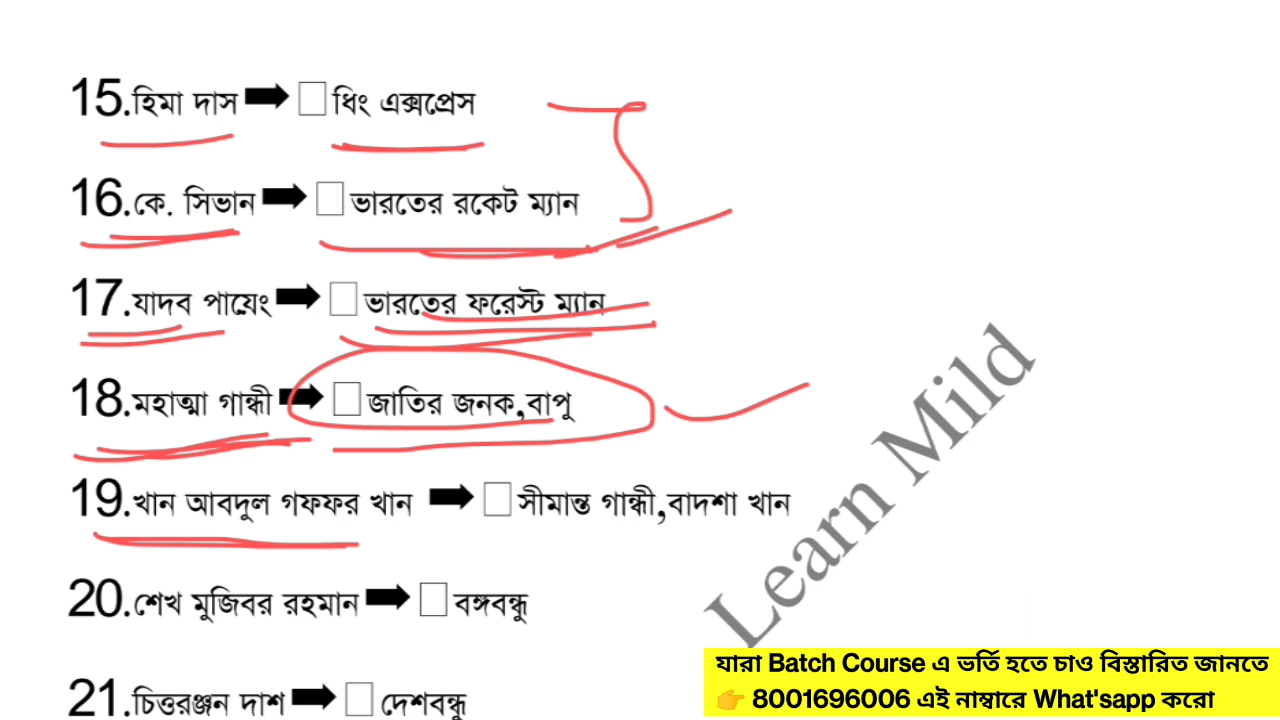 15.হিমা দাস➡ ধিং এক্সপ্রেস
16.কে. সিভান➡ ভারতের রকেট ম্যান
17.যাদব পায়েং➡ ভারতের ফরেস্ট ম্যান
18.মহাত্মা গান্ধী➡ জাতির জনক,বাপু
19.খান আবদুল গফফর খান ➡ সীমান্ত গান্ধী,বাদশা খান
20.শেখ মুজিবর রহমান➡ বঙ্গবন্ধু
21.চিত্তরঞ্জন দাশ➡ দেশবন্ধু
Learn Mild
যারা Batch Course এ ভর্তি হতে চাও বিস্তারিত জানতে
👉 8001696006 এই নাম্বারে What'sapp করো